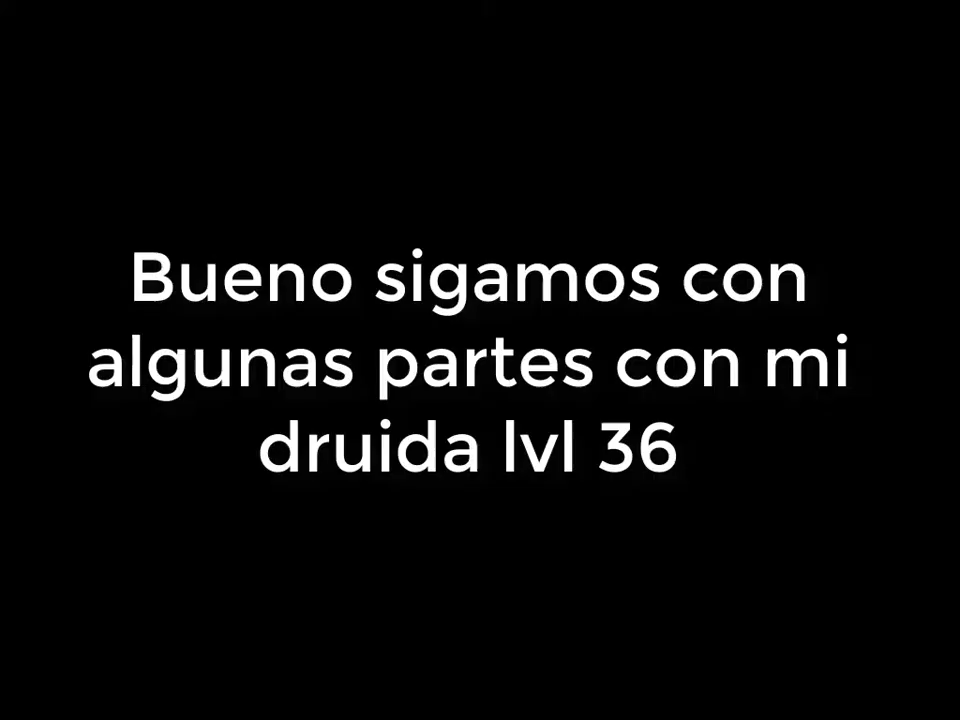 Bueno sigamos con
algunas partes con mi
druida lvl 36